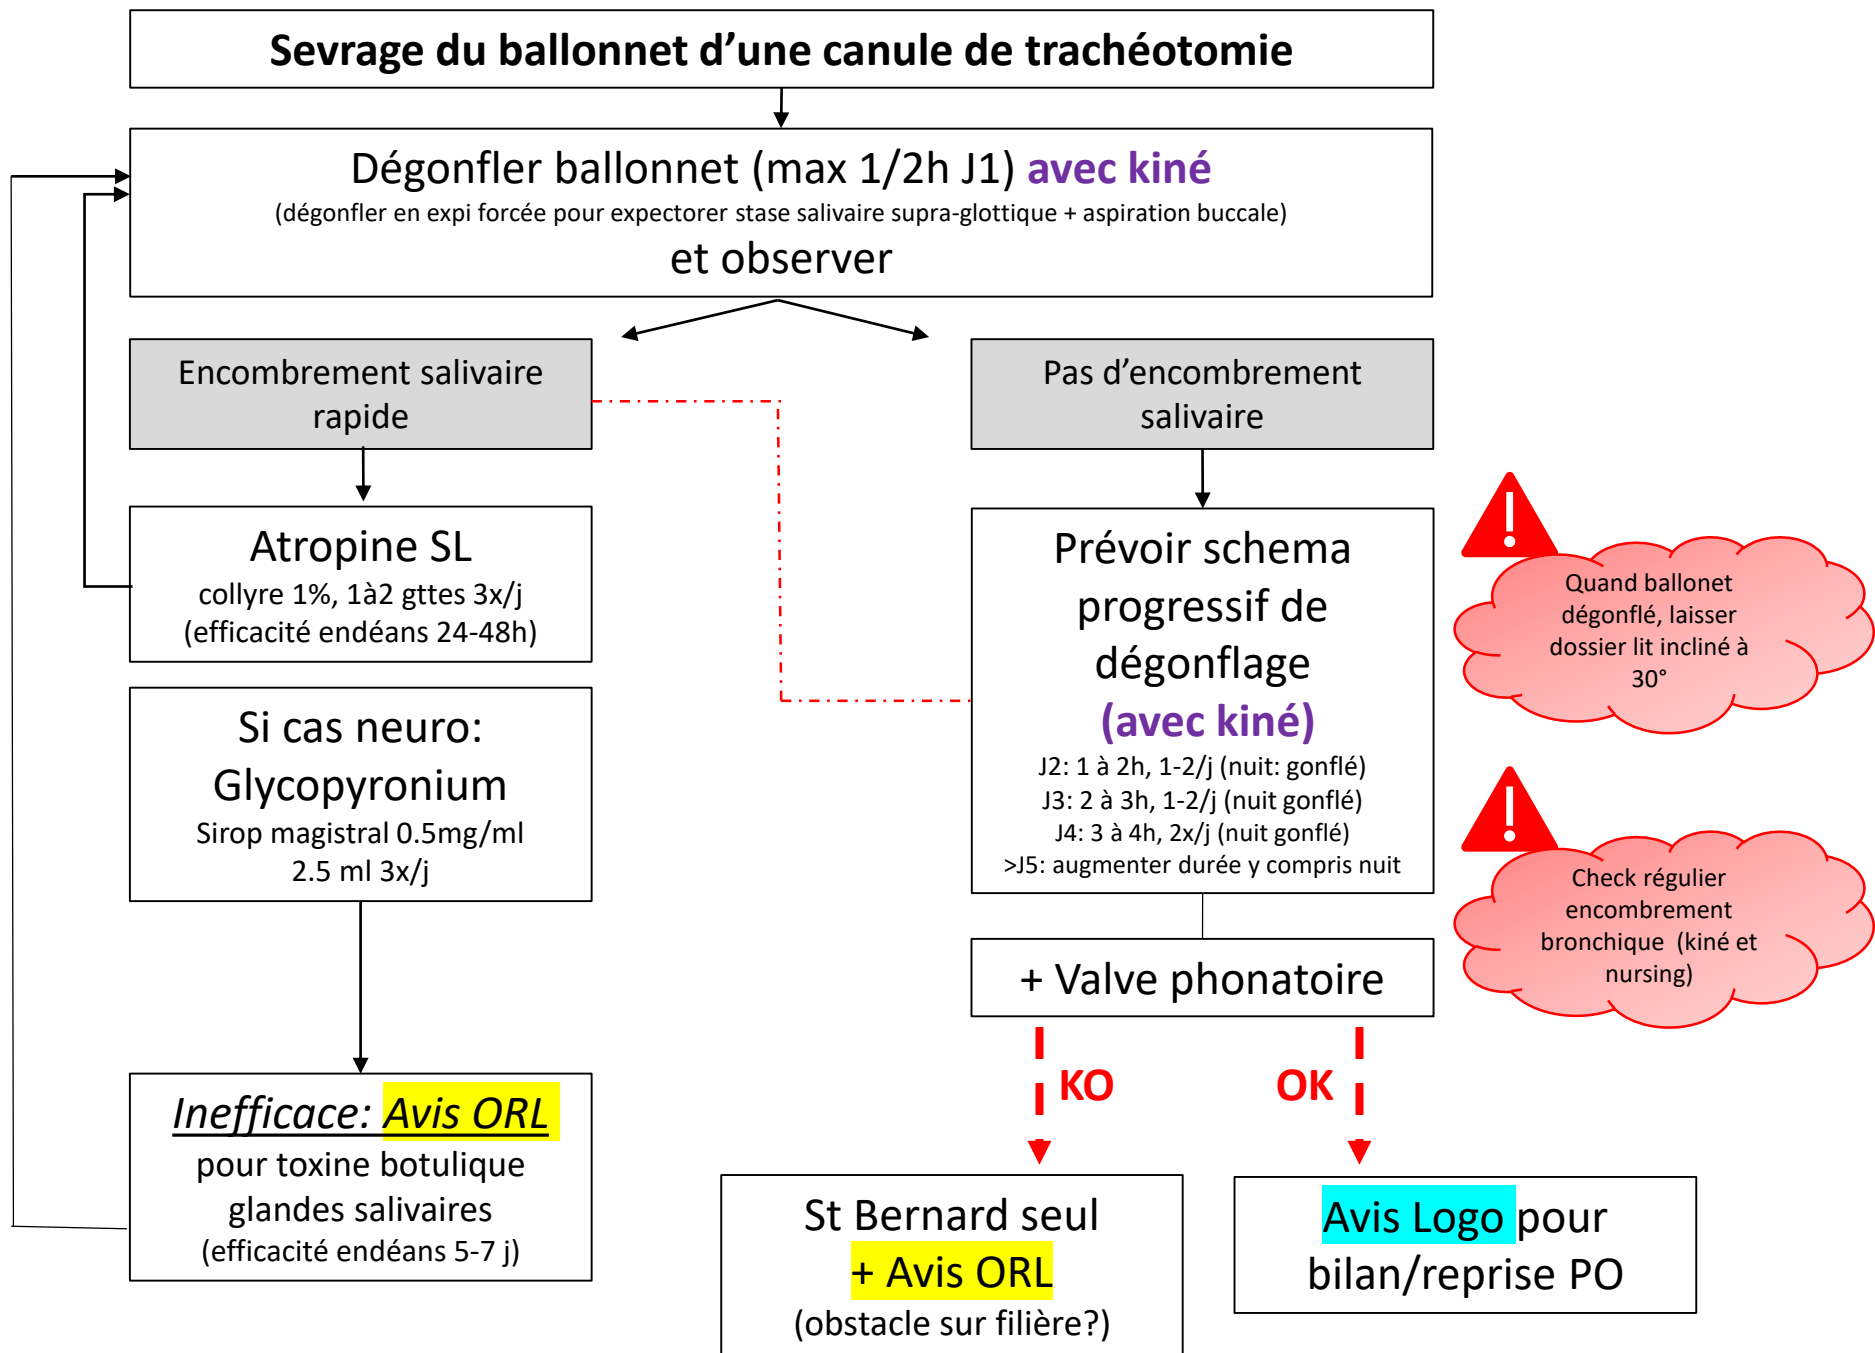 Sevrage du ballonnet d’une canule de trachéotomie
Dégonfler ballonnet (max 1/2h J1) avec kiné
(dégonfler en expi forcée pour expectorer stase salivaire supra-glottique + aspiration buccale)
et observer
Encombrement salivaire
rapide
Pas d’encombrement
salivaire
Atropine SL
collyre 1%, 1à2 gttes 3x/j
(efficacité endéans 24-48h)
Si cas neuro:
Glycopyronium
Sirop magistral 0.5mg/ml
2.5 ml 3x/j
Inefficace: Avis ORL
pour toxine botulique
glandes salivaires
(efficacité endéans 5-7 j)
Prévoir schema
progressif de
dégonflage
(avec kiné)
J2: 1 à 2h, 1-2/j (nuit: gonflé)
J3: 2 à 3h, 1-2/j (nuit gonflé)
J4: 3 à 4h, 2x/j (nuit gonflé)
>J5: augmenter durée y compris nuit
+ Valve phonatoire
KO
OK
St Bernard seul
+ Avis ORL
(obstacle sur filière?)
Avis Logo pour
bilan/reprise PO
!
Quand ballonet
dégonflé, laisser
dossier lit incliné à
30°
!
Check régulier
encombrement
bronchique (kiné et
nursing)